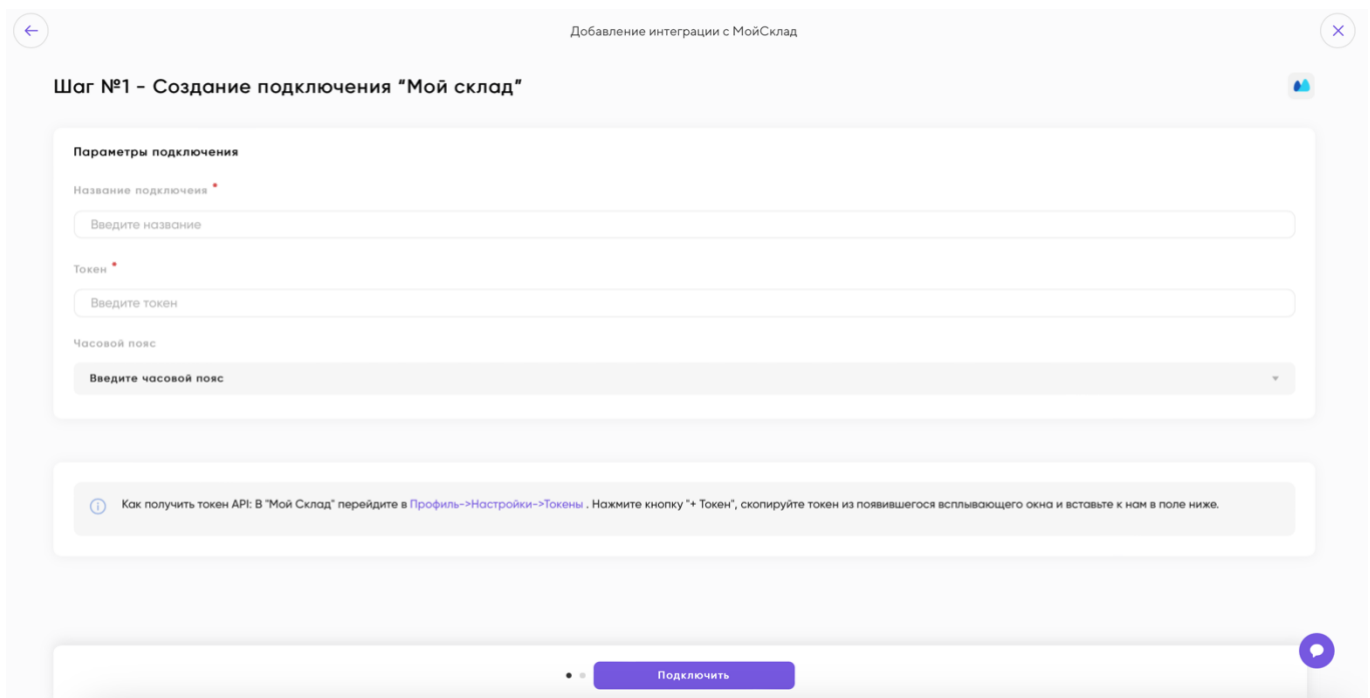 Добавление интеграции с МойСклад
Шаг №1 - Создание подключения “Мой склад”
Параметры подключения
Название подключеия *
Введите название
Токен *
Введите токен
Часовой пояс
Введите часовой пояс
Как получить токен API: В "Мой Склад" перейдите в Профиль->Настройки->Токены . Нажмите кнопку "+ Токен", скопируйте токен из появившегося всплывающего окна и вставьте к нам в поле ниже.
Подключить